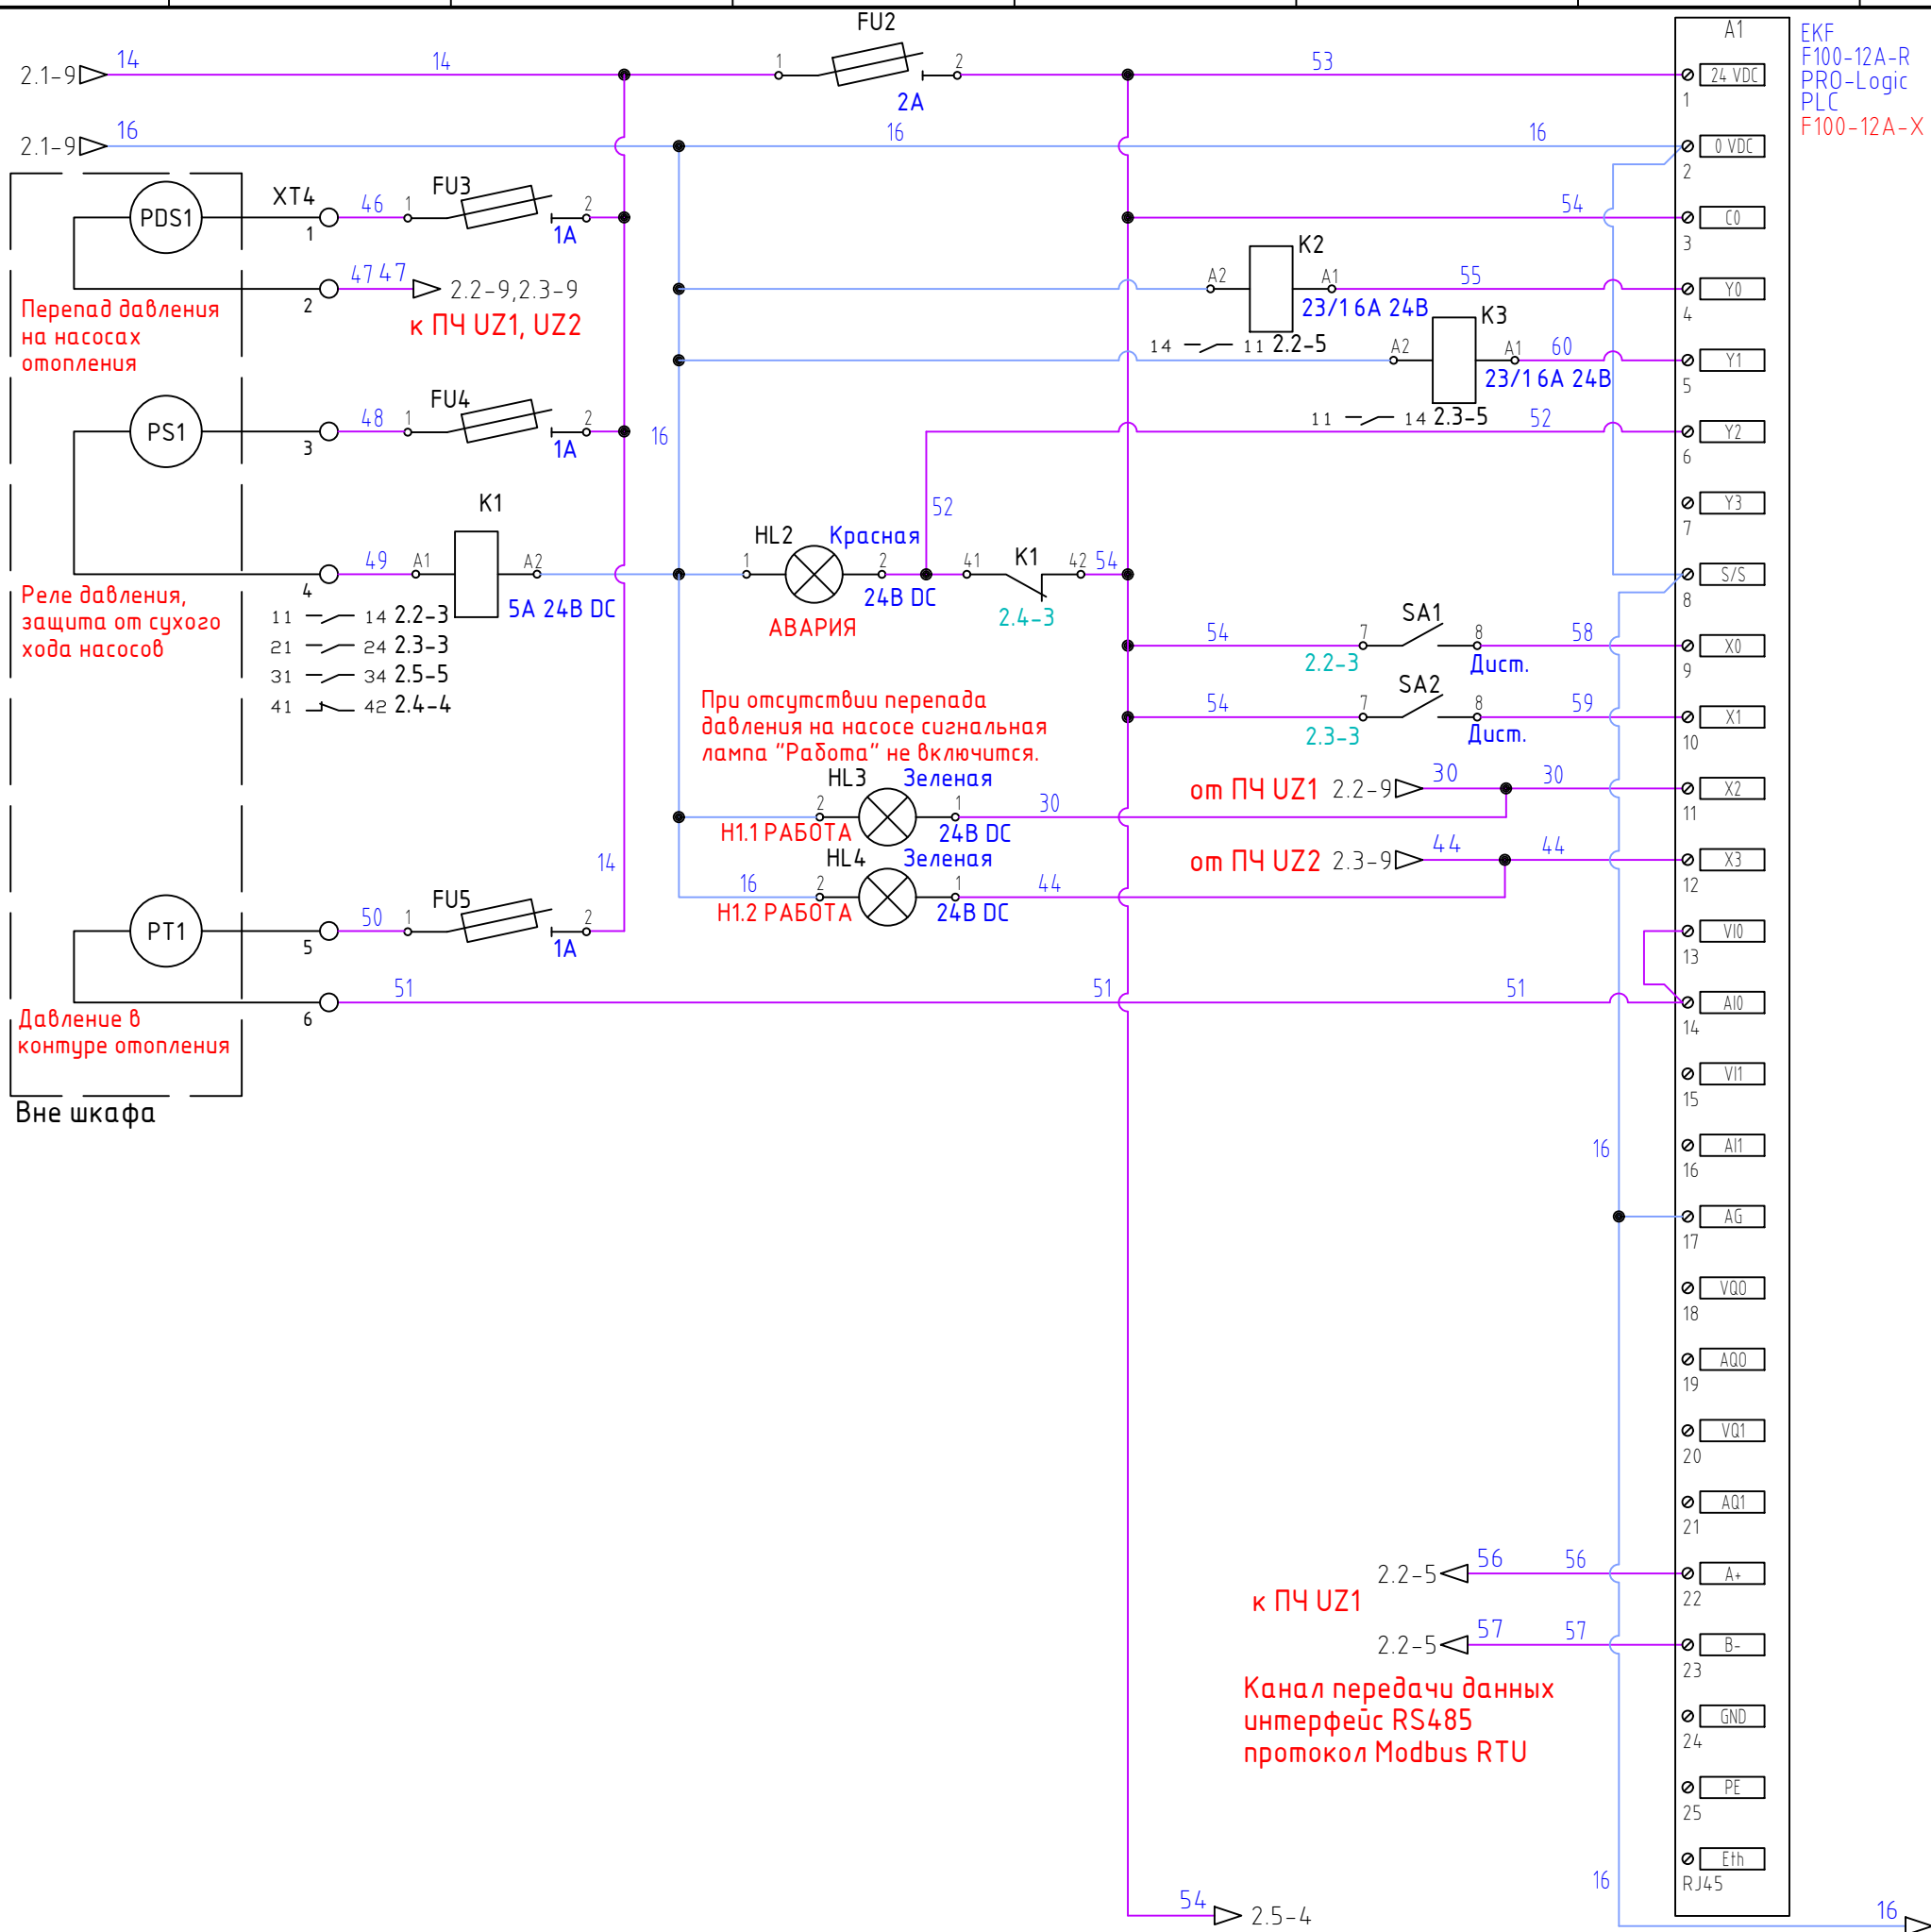 FU2
A1
EKF
F100-12A-R
PRO-Logic
PLC
F100-12A-X
2.1-9
14
14
1
2
2A
53
24 VDC
1
2.1-9
16
16
16
0 VDC
2
PDS1
XT4
1
46
1
FU3
2
1A
54
C0
3
2
47
47
2.2-9,2.3-9
к ПЧ UZ1, UZ2
Перепад давления
на насосах
отопления
K2
A2
A1
55
23/1 6A 24В
14
11
2.2-5
Y0
4
K3
A2
A1
60
23/1 6A 24В
11
14
2.3-5
Y1
5
PS1
3
48
1
FU4
2
1A
16
52
Y2
6
Y3
7
K1
4
49
A1
A2
5A 24В DC
Реле давления,
защита от сухого
хода насосов
11
14
2.2-3
21
24
2.3-3
31
34
2.5-5
41
42
2.4-4
HL2
Красная
1
2
24В DC
АВАРИЯ
52
41
K1
42
54
2.4-3
S/S
8
54
7
SA1
8
58
2.2-3
Дист.
X0
9
54
7
SA2
8
59
2.3-3
Дист.
X1
10
При отсутствии перепада
давления на насосе сигнальная
лампа "Работа" не включится.
HL3
Зеленая
2
1
30
Н1.1 РАБОТА
24В DC
от ПЧ UZ1
2.2-9
30
30
X2
11
HL4
Зеленая
16
2
1
44
Н1.2 РАБОТА
24В DC
от ПЧ UZ2
2.3-9
44
44
X3
12
14
PT1
5
50
1
FU5
2
1A
VI0
13
6
51
51
51
AI0
14
Давление в
контуре отопления
Вне шкафа
VI1
15
16
AI1
16
AG
17
VQ0
18
AQ0
19
VQ1
20
AQ1
21
2.2-5
56
56
A+
22
к ПЧ UZ1
2.2-5
57
57
B-
23
Канал передачи данных
интерфейс RS485
протокол Modbus RTU
GND
24
PE
25
Eth
RJ45
16
54
2.5-4
16